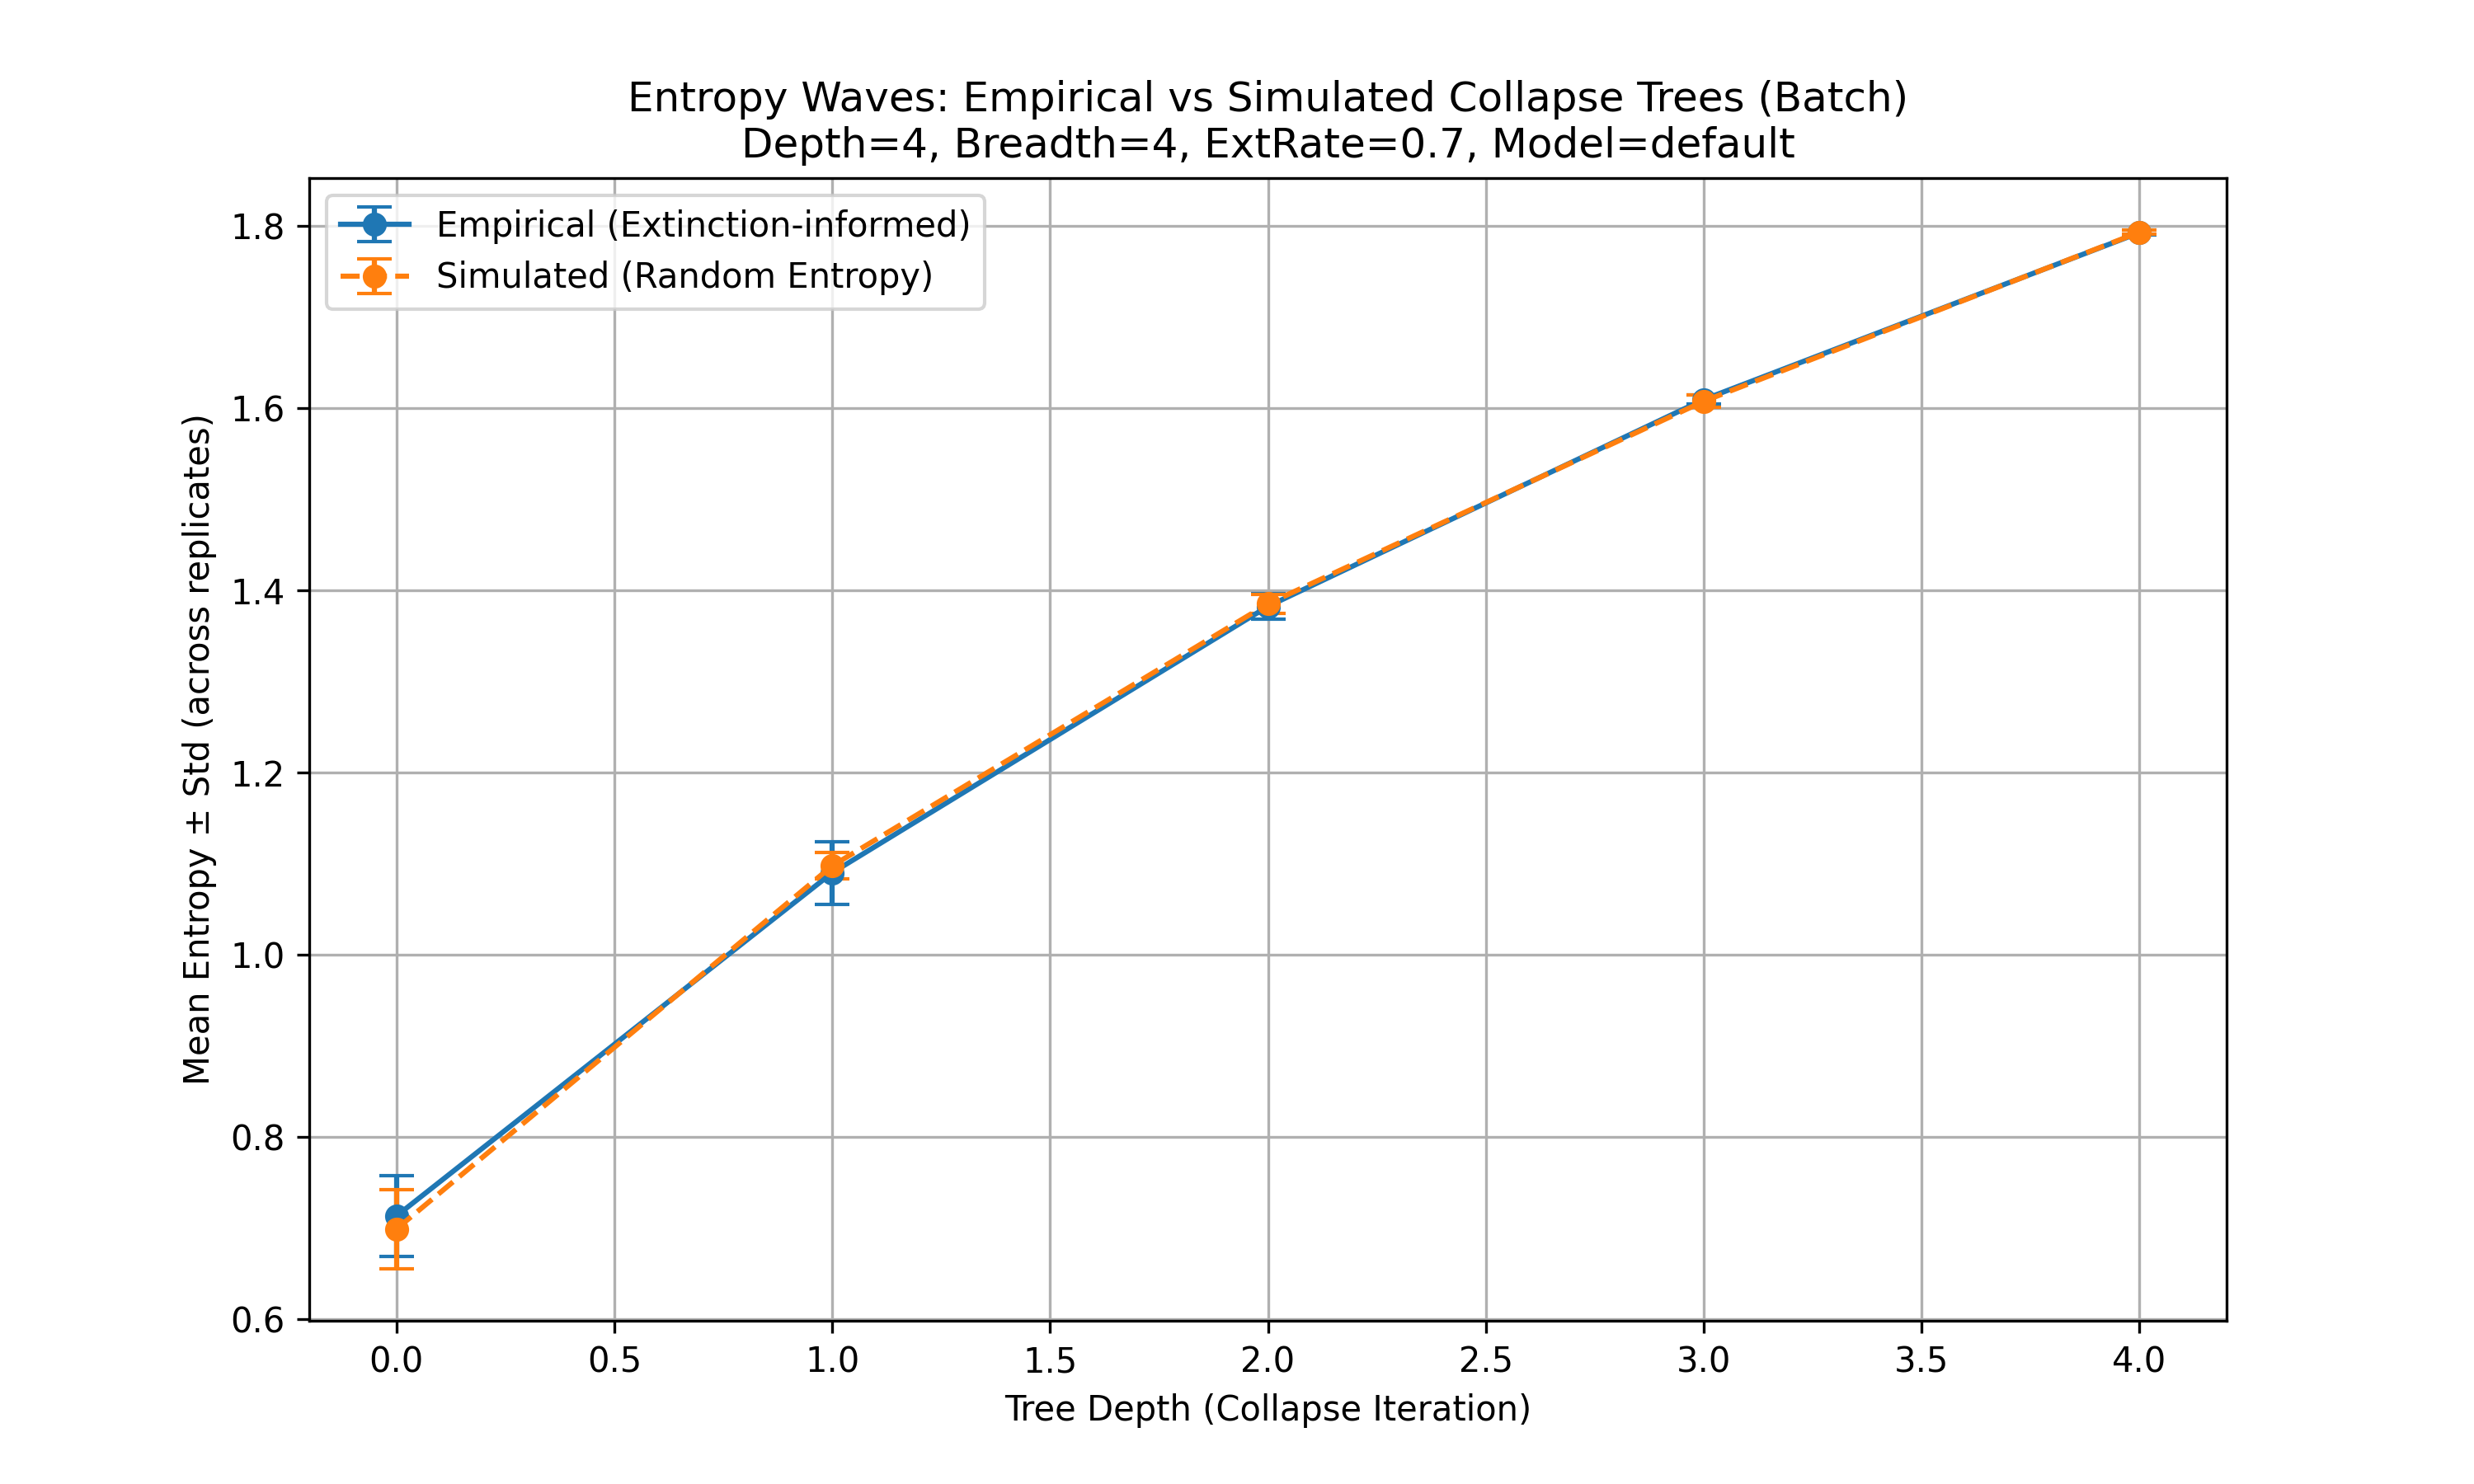 Entropy Waves: Empirical vs Simulated Collapse Trees (Batch)
Depth=4, Breadth=4, ExtRate=0.7, Model=default
Empirical (Extinction-informed)
Simulated (Random Entropy)
Mean Entropy ± Std (across replicates)
1.8
1.6
1.4
1.2
1.0
0.8
0.6
0.0 0.5 1.0 1.5 2.0 2.5 3.0 3.5 4.0
Tree Depth (Collapse Iteration)